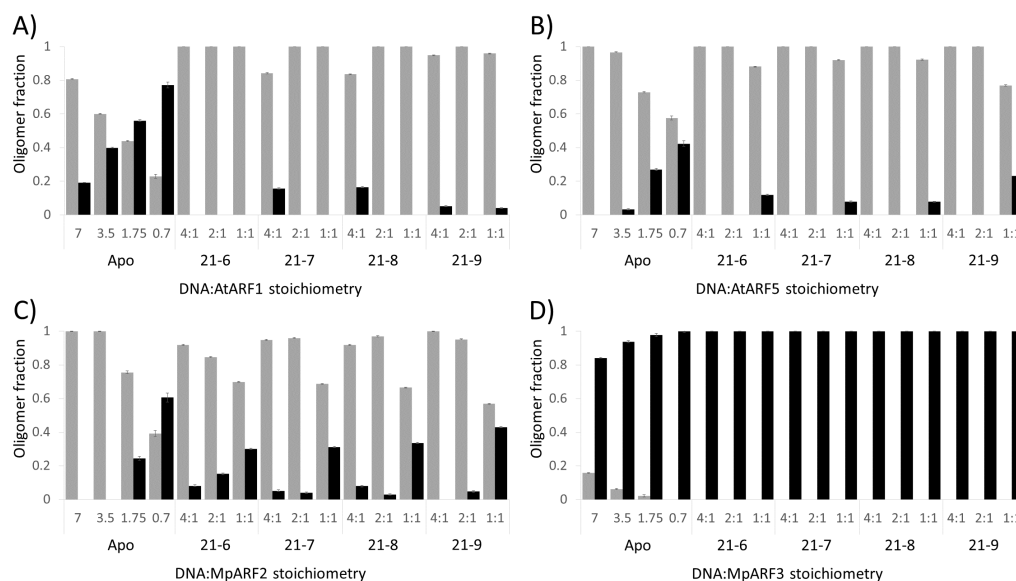 A)
Oligomer fraction
1
0.8
0.6
0.4
0.2
0
7 3.5 1.75 0.7 4:1 2:1 1:1 4:1 2:1 1:1 4:1 2:1 1:1 4:1 2:1 1:1
Apo 21-6 21-7 21-8 21-9
DNA:AtARF1 stoichiometry
B)
Oligomer fraction
1
0.8
0.6
0.4
0.2
0
7 3.5 1.75 0.7 4:1 2:1 1:1 4:1 2:1 1:1 4:1 2:1 1:1 4:1 2:1
Apo 21-6 21-7 21-8 21-9
DNA:AtARF5 stoichiometry
C)
Oligomer fraction
1
0.8
0.6
0.4
0.2
0
7 3.5 1.75 0.7 4:1 2:1 1:1 4:1 2:1 1:1 4:1 2:1 1:1 4:1 2:1 1:1
Apo 21-6 21-7 21-8 21-9
DNA:MpARF2 stoichiometry
D)
Oligomer fraction
1
0.8
0.6
0.4
0.2
0
7 3.5 1.75 0.7 4:1 2:1 1:1 4:1 2:1 1:1 4:1 2:1 1:1 4:1 2:1
Apo 21-6 21-7 21-8 21-9
DNA:MpARF3 stoichiometry